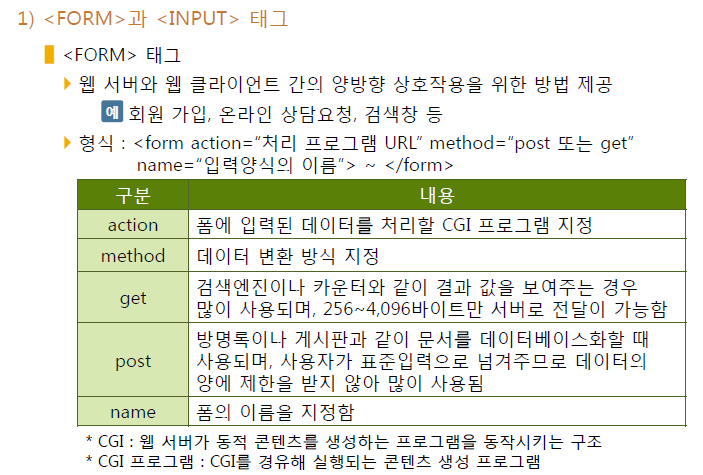 1) <FORM>과 <INPUT> 태그
<FORM> 태그
웹 서버와 웹 클라이언트 간의 양방향 상호작용을 위한 방법 제공
예 회원 가입, 온라인 상담요청, 검색창 등
형식 : <form action=“처리 프로그램 URL” method=“post 또는 get”
name=“입력양식의 이름”> ~ </form>
구분 내용
action 폼에 입력된 데이터를 처리할 CGI 프로그램 지정
method 데이터 변환 방식 지정
get 검색엔진이나 카운터와 같이 결과 값을 보여주는 경우
많이 사용되며, 256~4,096바이트만 서버로 전달이 가능함
post 방명록이나 게시판과 같이 문서를 데이터베이스화할 때
사용되며, 사용자가 표준입력으로 넘겨주므로 데이터의
양에 제한을 받지 않아 많이 사용됨
name 폼의 이름을 지정함
* CGI : 웹 서버가 동적 콘텐츠를 생성하는 프로그램을 동작시키는 구조
* CGI 프로그램 : CGI를 경유해 실행되는 콘텐츠 생성 프로그램